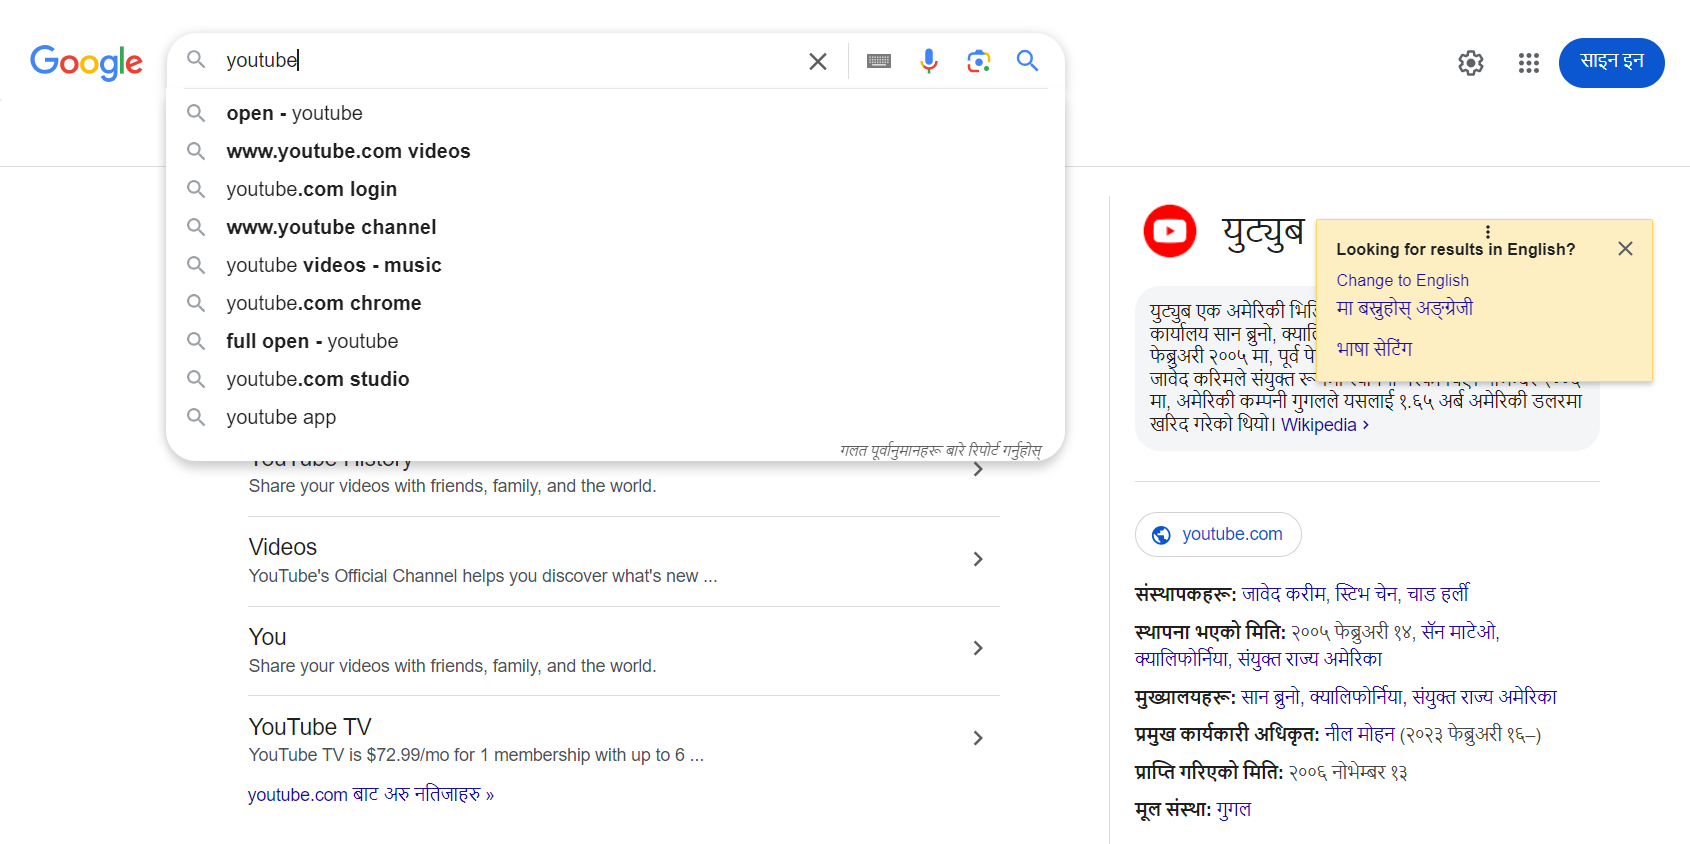 Google
youtube
साइन इन
open - youtube
www.youtube.com videos
youtube.com login
www.youtube channel
youtube videos - music
youtube.com chrome
full open - youtube
youtube.com studio
youtube app
गलत पूर्वानुमानहरू बारे रिपोर्ट गर्नुहोस्
YouTube History
Share your videos with friends, family, and the world.
Videos
YouTube's Official Channel helps you discover what's new ...
You
Share your videos with friends, family, and the world.
YouTube TV
YouTube TV is $72.99/mo for 1 membership with up to 6 ...
youtube.com बाट अरु नतिजाहरु »
युट्युब
Looking for results in English?
Change to English
मा बस्नुहोस् अङ्ग्रेजी
भाषा सेटिंग
युट्युब एक अमेरिकी
कार्यालय सान ब्रुनो,
फेब्रुअरी २००५ मा, पूर्व
जावेद करिमले संयुक्त
मा, अमेरिकी कम्पनी गुगलले यसलाई १.६५ अर्ब अमेरिकी डलरमा
खरिद गरेको थियो। Wikipedia ›
youtube.com
संस्थापकहरू: जावेद करीम, स्टिभ चेन, चाड हर्ली
स्थापना भएको मिति: २००५ फेब्रुअरी १४, सॅन माटेओ,
क्यालिफोर्निया, संयुक्त राज्य अमेरिका
मुख्यालयहरू: सान ब्रुनो, क्यालिफोर्निया, संयुक्त राज्य अमेरिका
प्रमुख कार्यकारी अधिकृत: नील मोहन (२०२३ फेब्रुअरी १६–)
प्राप्ति गरिएको मिति: २००६ नोभेम्बर १३
मूल संस्था: गुगल